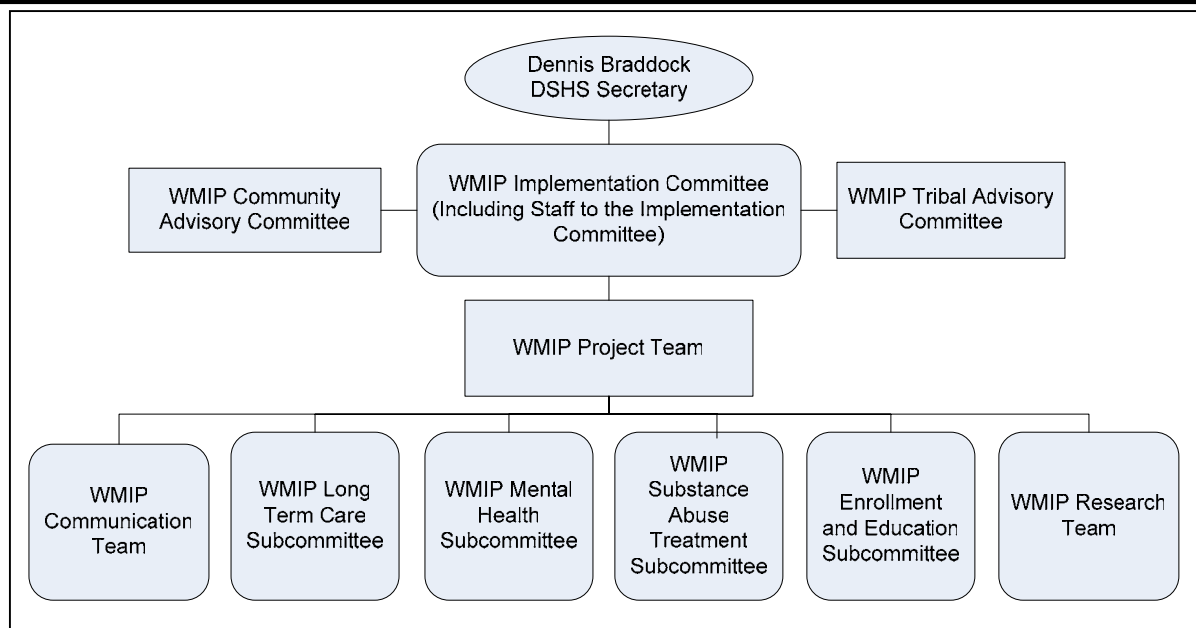 Dennis Braddock
DSHS Secretary
WMIP Community
Advisory Committee
WMIP Implementation Committee
(Including Staff to the Implementation
Committee)
WMIP Tribal Advisory
Committee
WMIP Project Team
WMIP
Communication
Team
WMIP Long
Term Care
Subcommittee
WMIP Mental
Health
Subcommittee
WMIP
Substance
Abuse
Treatment
Subcommittee
WMIP
Enrollment
and Education
Subcommittee
WMIP Research
Team